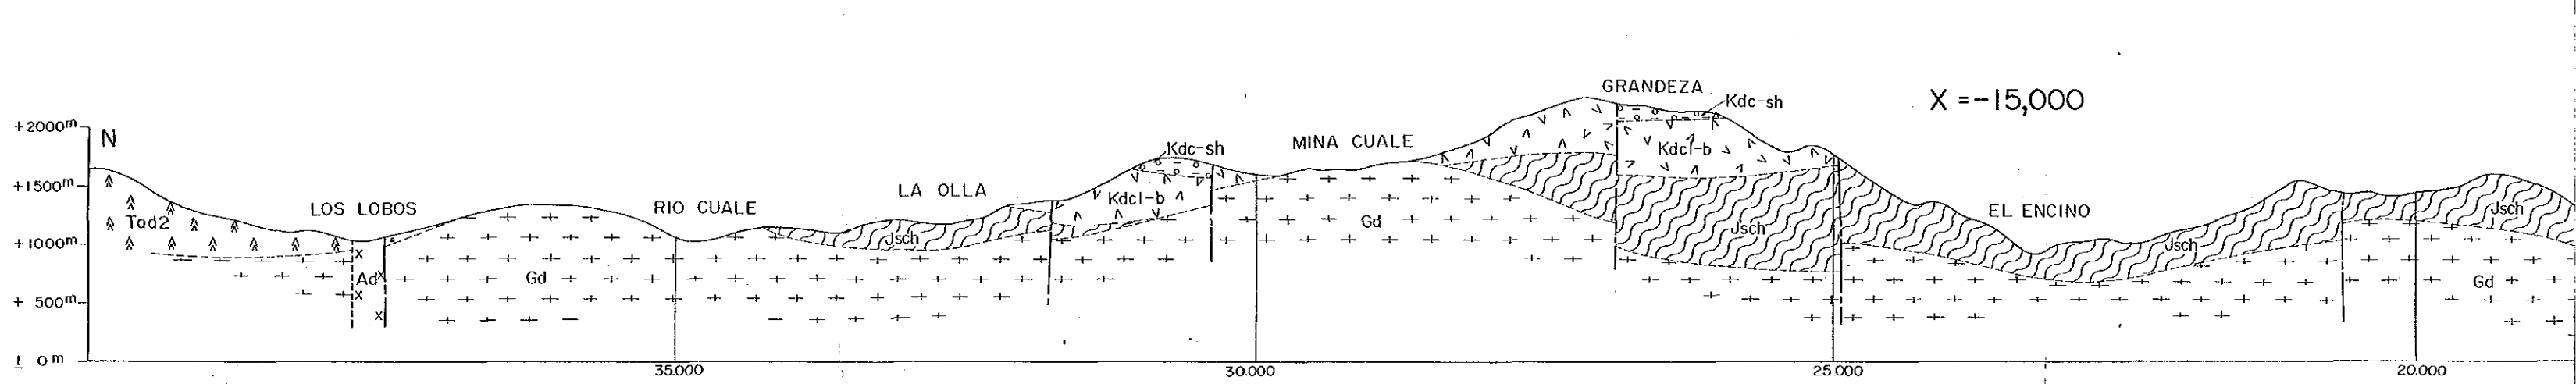 GRANDEZA
Kdc-sh
X = -15,000
+2000m
N
Kdc-sh
MINA CUALE
Kdcl-b
+1500m
LA OLLA
Kdcl-b
LOS LOBOS
RIO CUALE
EL ENCINO
Jsch
Tad2
Gd
Jsch
Jsch
Jsch
+1000m
Ad
Gd
Gd
+ 500m
± 0m
35.000
30.000
25.000
20.000